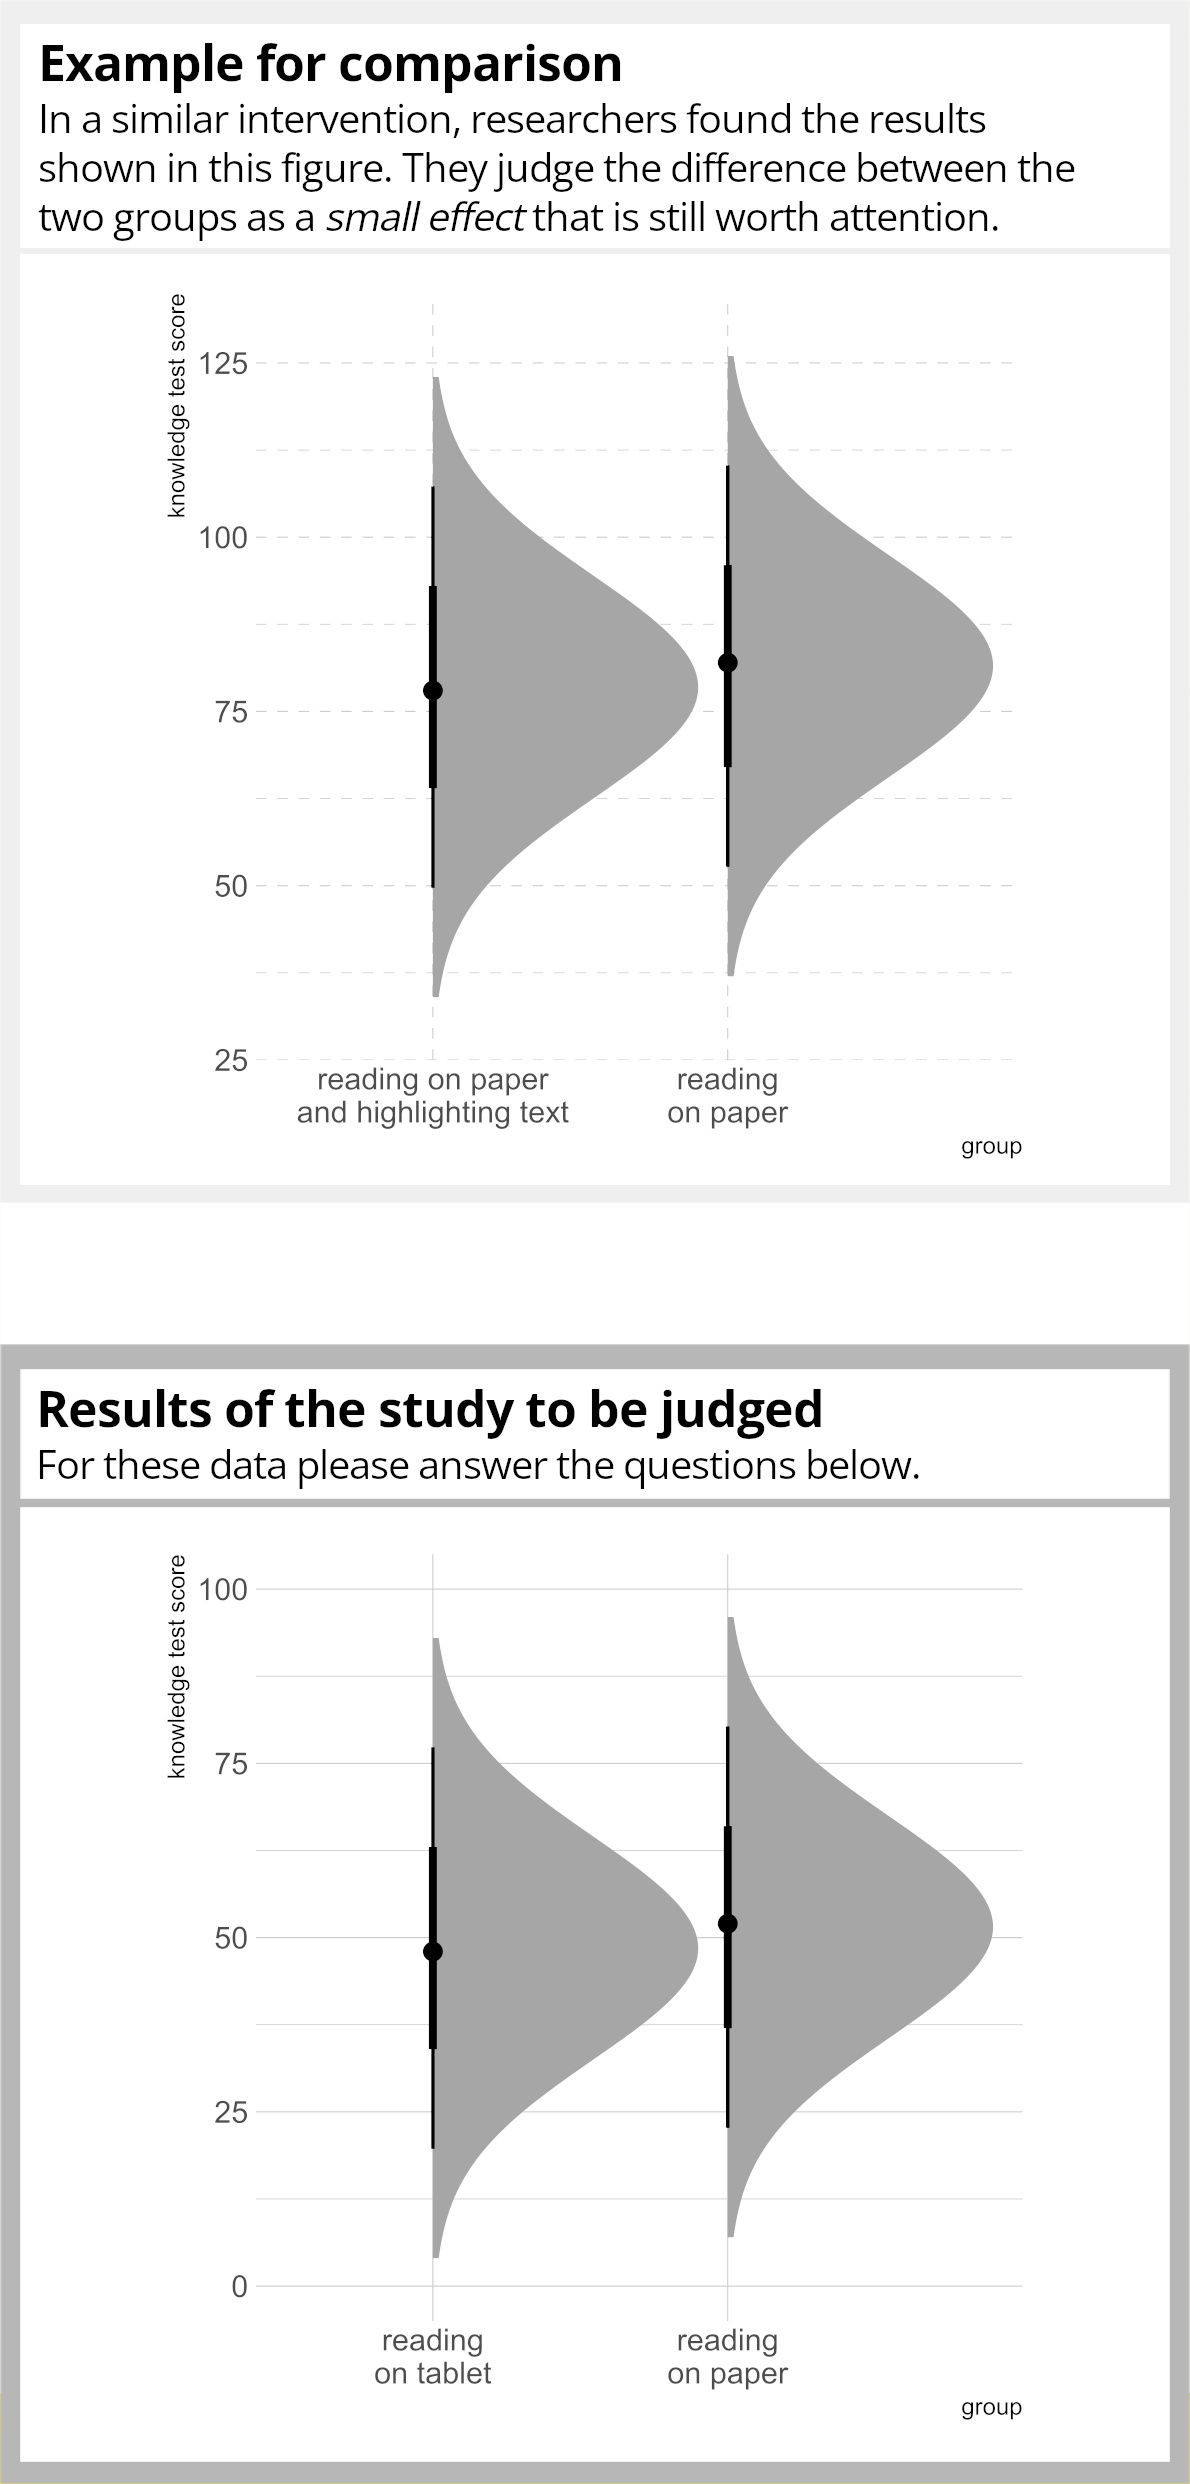 Example for comparison
In a similar intervention, researchers found the results
shown in this figure. They judge the difference between the
two groups as a small effect that is still worth attention.
knowledge test score
125
100
75
50
25
reading on paper
and highlighting text
reading
on paper
group
Results of the study to be judged
For these data please answer the questions below.
knowledge test score
100
75
50
25
0
reading
on tablet
reading
on paper
group